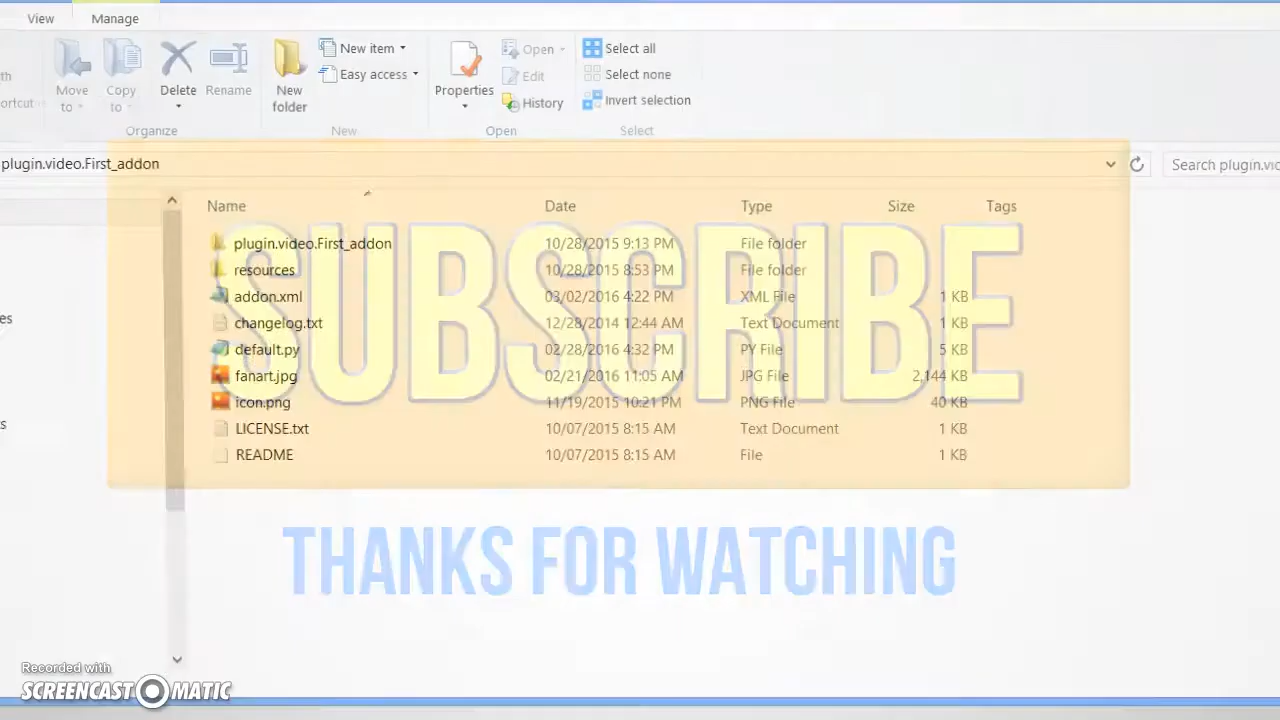 View Manage
Move to Copy to Delete Rename New folder New item Easy access Properties Open Edit History Select all Select none Invert selection
th
ortcut
Organize New Open Select
plugin.video.First_addon
Search plugin.vid
Name Date Type Size Tags
plugin.video.First_addon 10/28/2015 9:13 PM File folder
resources 10/28/2015 8:53 PM File folder
addon.xml 03/02/2016 4:22 PM XML File 1 KB
changelog.txt 12/28/2014 12:44 AM Text Document 1 KB
default.py 02/28/2016 4:32 PM PY File 5 KB
fanart.jpg 02/21/2016 11:05 AM JPG File 2,144 KB
icon.png 11/19/2015 10:21 PM PNG File 40 KB
LICENSE.txt 10/07/2015 8:15 AM Text Document 1 KB
README 10/07/2015 8:15 AM File 1 KB
es
s
SUBSCRIBE
THANKS FOR WATCHING
Recorded with
SCREENCAST MATIC